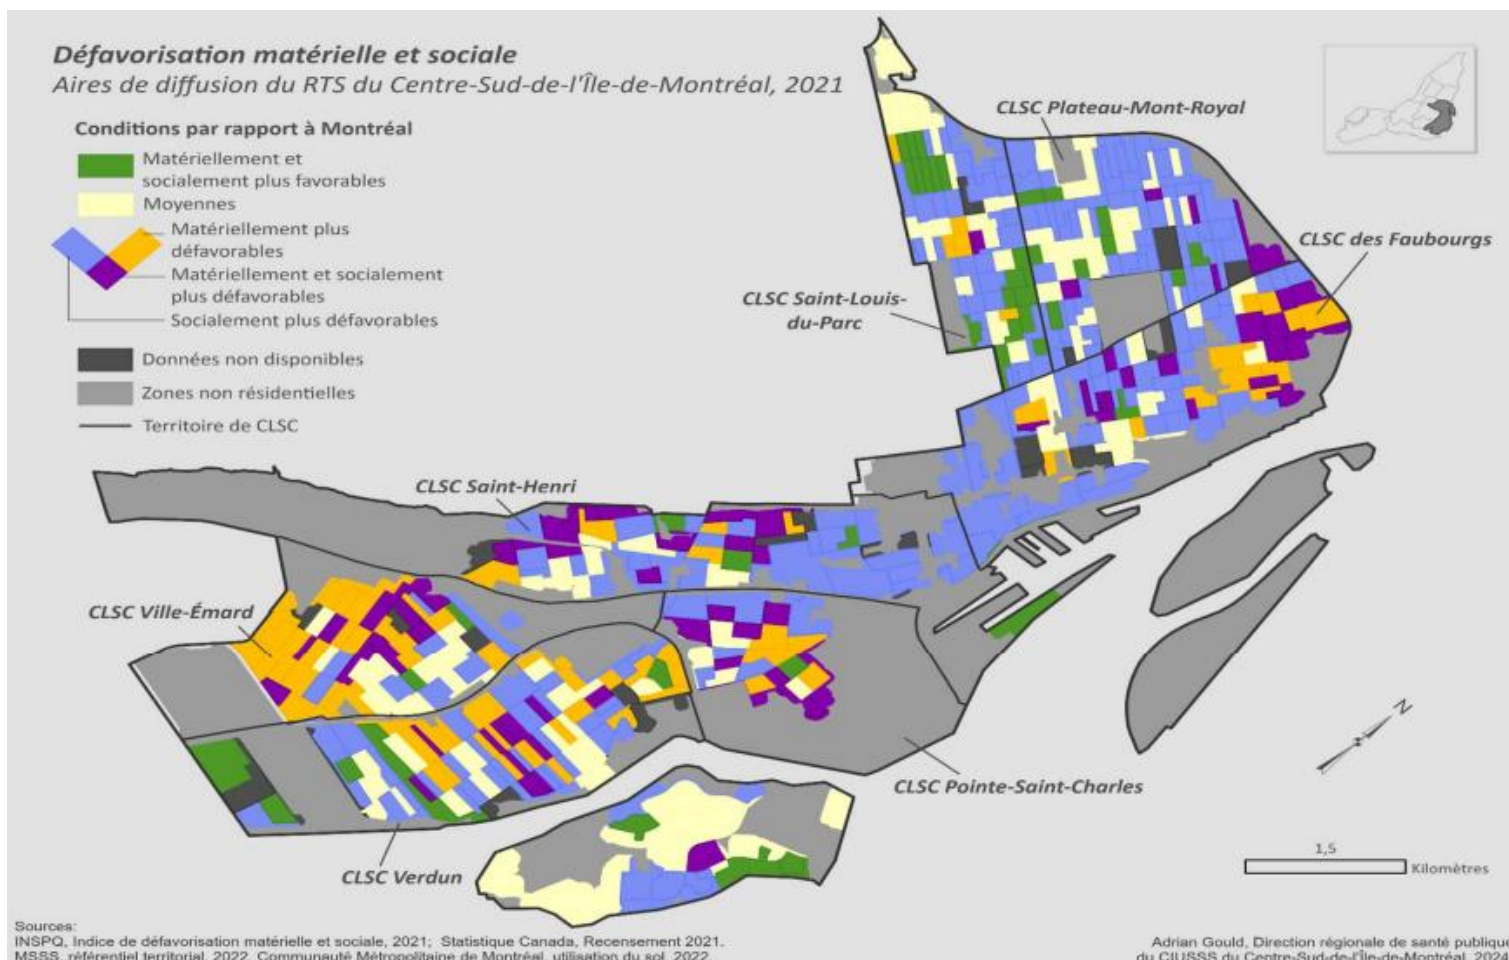 Défavorisation matérielle et sociale
Aires de diffusion du RTS du Centre-Sud-de-l'Île-de-Montréal, 2021
Conditions par rapport à Montréal
Matériellement et
socialement plus favorables
Moyennes
Matériellement plus
défavorables
Matériellement et socialement
plus défavorables
Socialement plus défavorables
Données non disponibles
Zones non résidentielles
Territoire de CLSC
CLSC Plateau-Mont-Royal
CLSC des Faubourgs
CLSC Saint-Louis-
du-Parc
CLSC Saint-Henri
CLSC Ville-Émard
CLSC Pointe-Saint-Charles
CLSC Verdun
N
1,5
Kilomètres
Sources:
INSPQ, Indice de défavorisation matérielle et sociale, 2021; Statistique Canada, Recensement 2021.
MSSS, référentiel territorial, 2022. Communauté Métropolitaine de Montréal, utilisation du sol, 2022.
Adrian Gould, Direction régionale de santé publique
du CIUSSS du Centre-Sud-de-l'Île-de-Montréal, 2024